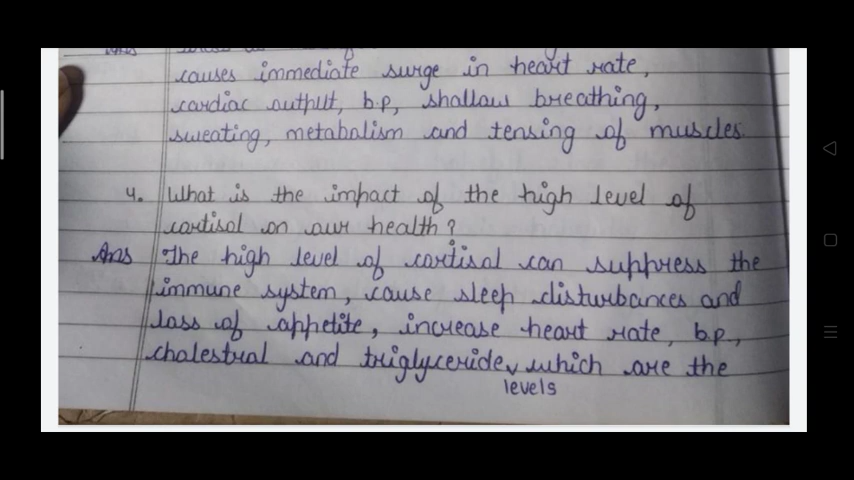 causes immediate surge in heart rate,
cardiac output, b.p, shallow breathing,
sweating, metabalism and tensing of muscles
4. What is the impact of the high level of
cortisol on our health?
Ans The high level of cortisol can suppress the
immune system, cause sleep disturbances and
loss of appetite, increase heart rate, b.p.,
cholestral and triglyceride, which are the
levels